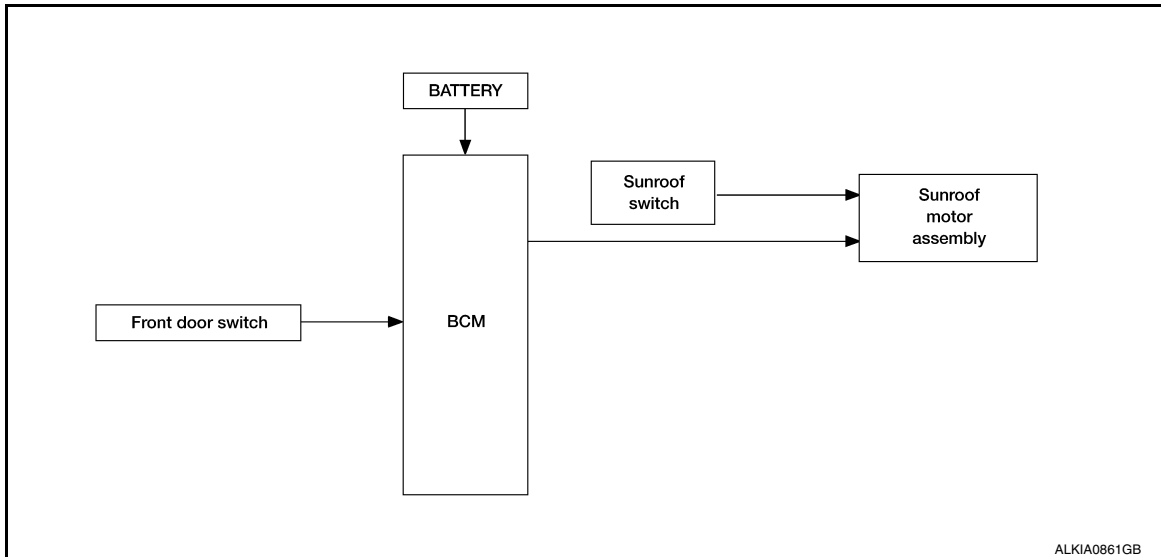 BATTERY
Sunroof
switch
Sunroof
motor
assembly
Front door switch
BCM
ALKIA0861GB